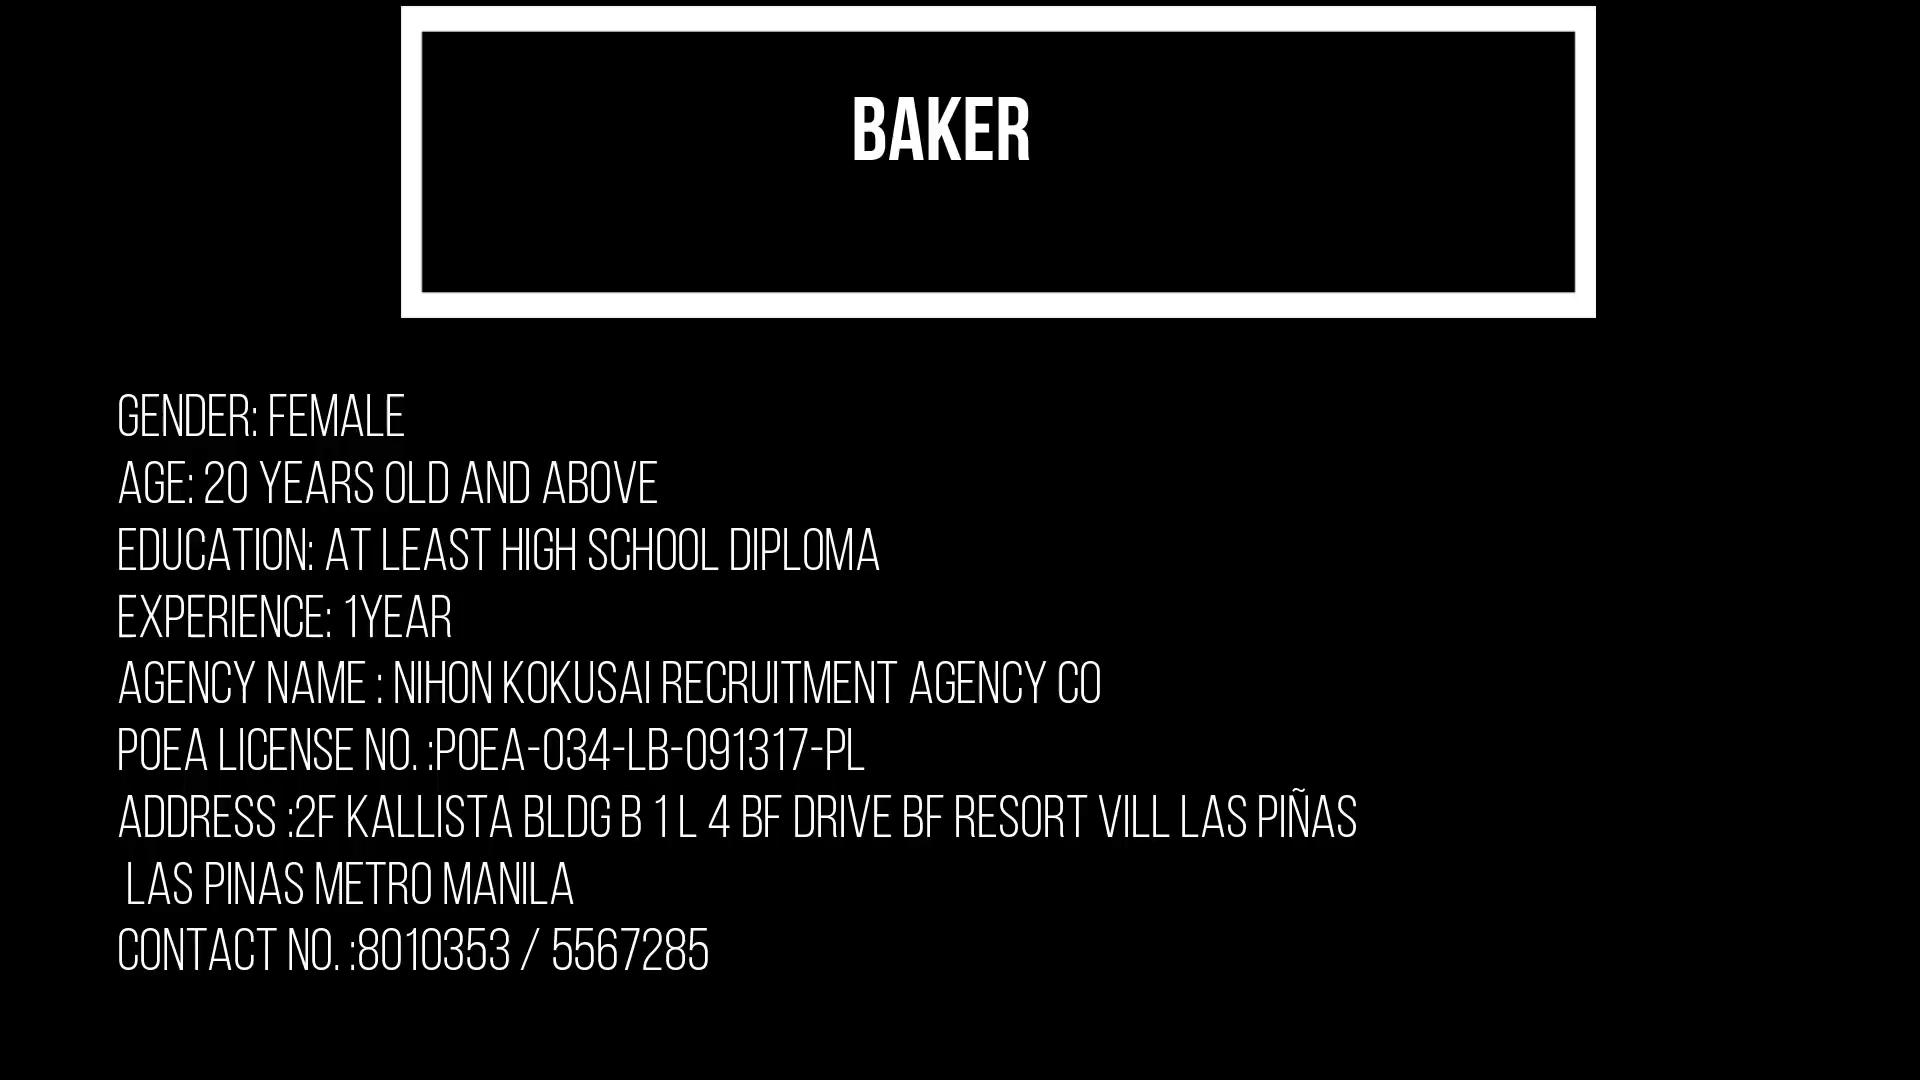 BAKER
GENDER: FEMALE
AGE: 20 YEARS OLD AND ABOVE
EDUCATION: AT LEAST HIGH SCHOOL DIPLOMA
EXPERIENCE: 1YEAR
AGENCY NAME : NIHON KOKUSAI RECRUITMENT AGENCY CO
POEA LICENSE NO. :POEA-034-LB-091317-PL
ADDRESS :2F KALLISTA BLDG B 1 L 4 BF DRIVE BF RESORT VILL LAS PIÑAS
LAS PINAS METRO MANILA
CONTACT NO. :8010353 / 5567285